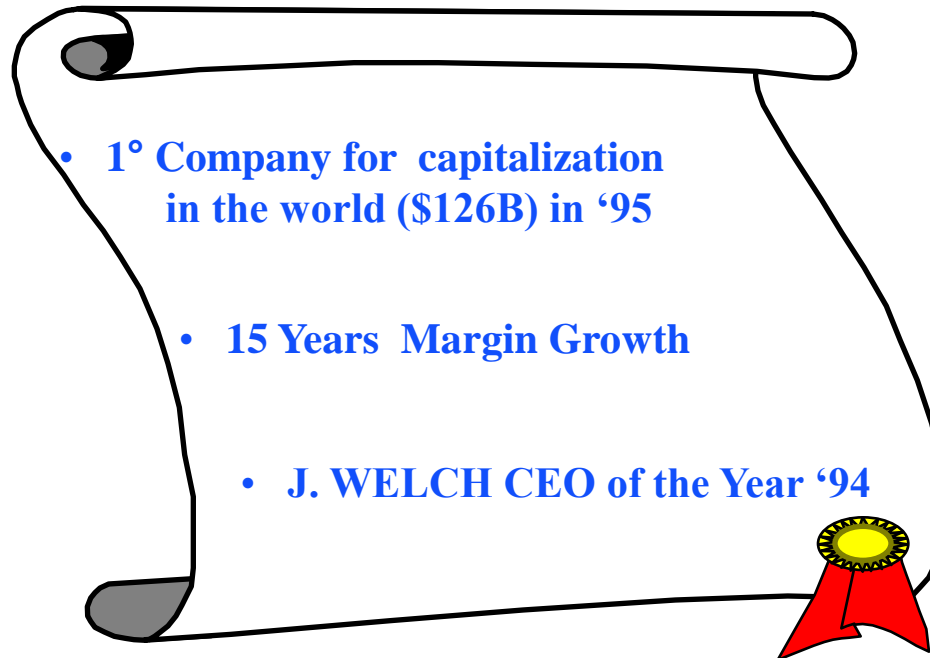 • 1° Company for capitalization
in the world ($126B) in ‘95
• 15 Years Margin Growth
• J. WELCH CEO of the Year ‘94